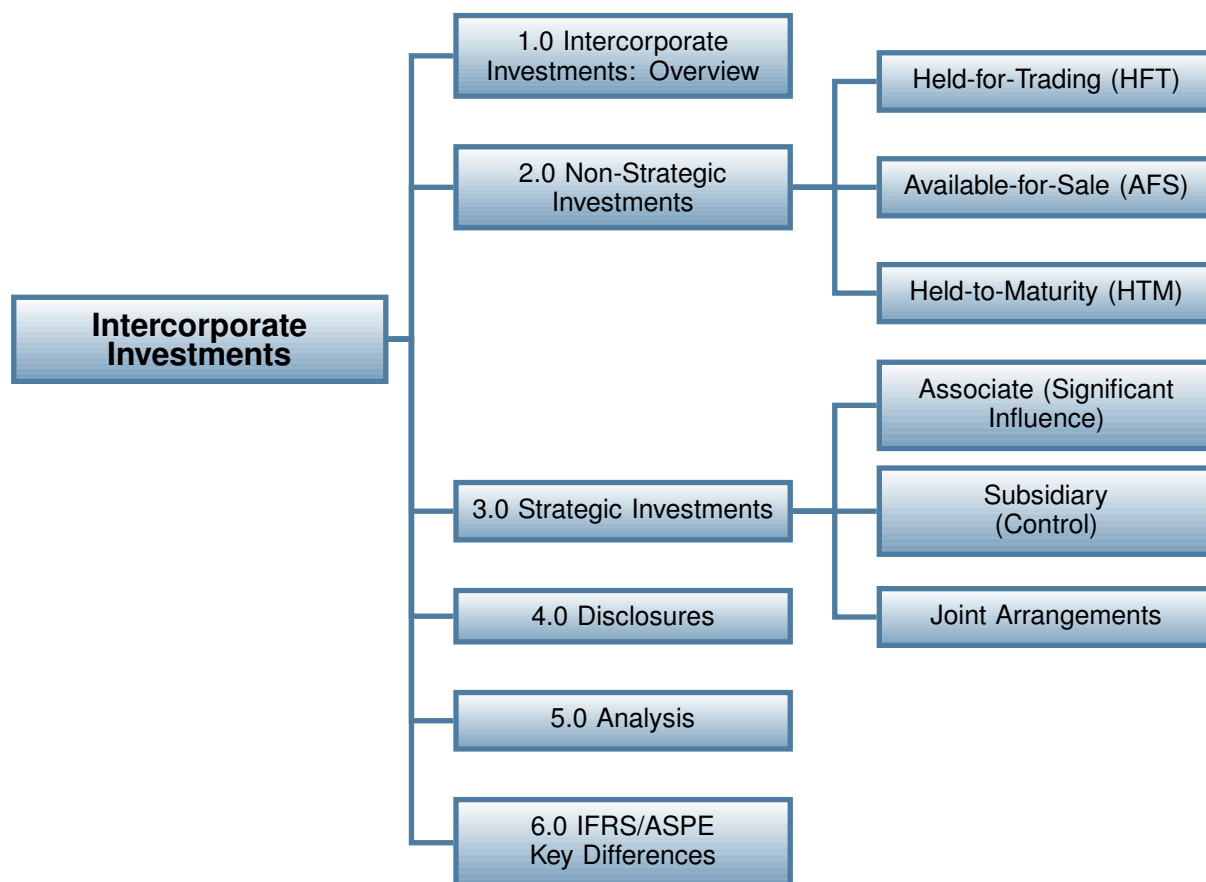 Intercorporate
Investments
1.0 Intercorporate
Investments: Overview
2.0 Non-Strategic
Investments
Held-for-Trading (HFT)
Available-for-Sale (AFS)
Held-to-Maturity (HTM)
3.0 Strategic Investments
Associate (Significant
Influence)
Subsidiary
(Control)
Joint Arrangements
4.0 Disclosures
5.0 Analysis
6.0 IFRS/ASPE
Key Differences